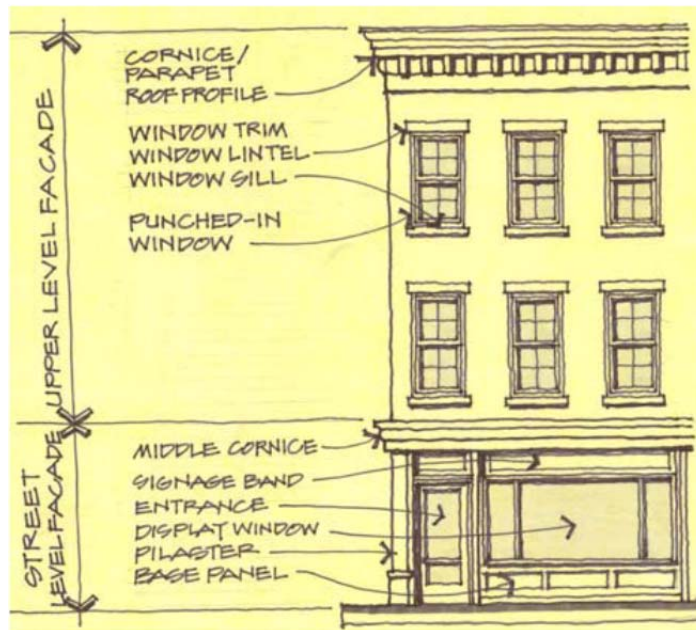 CORNICE/
PARAPET
ROOF PROFILE
WINDOW TRIM
WINDOW LINTEL
WINDOW SILL
PUNCHED-IN
WINDOW
UPPER LEVEL FACADE
MIDDLE CORNICE
SIGNAGE BAND
ENTRANCE
DISPLAY WINDOW
PILASTER
BASE PANEL
STREET
LEVEL FACADE